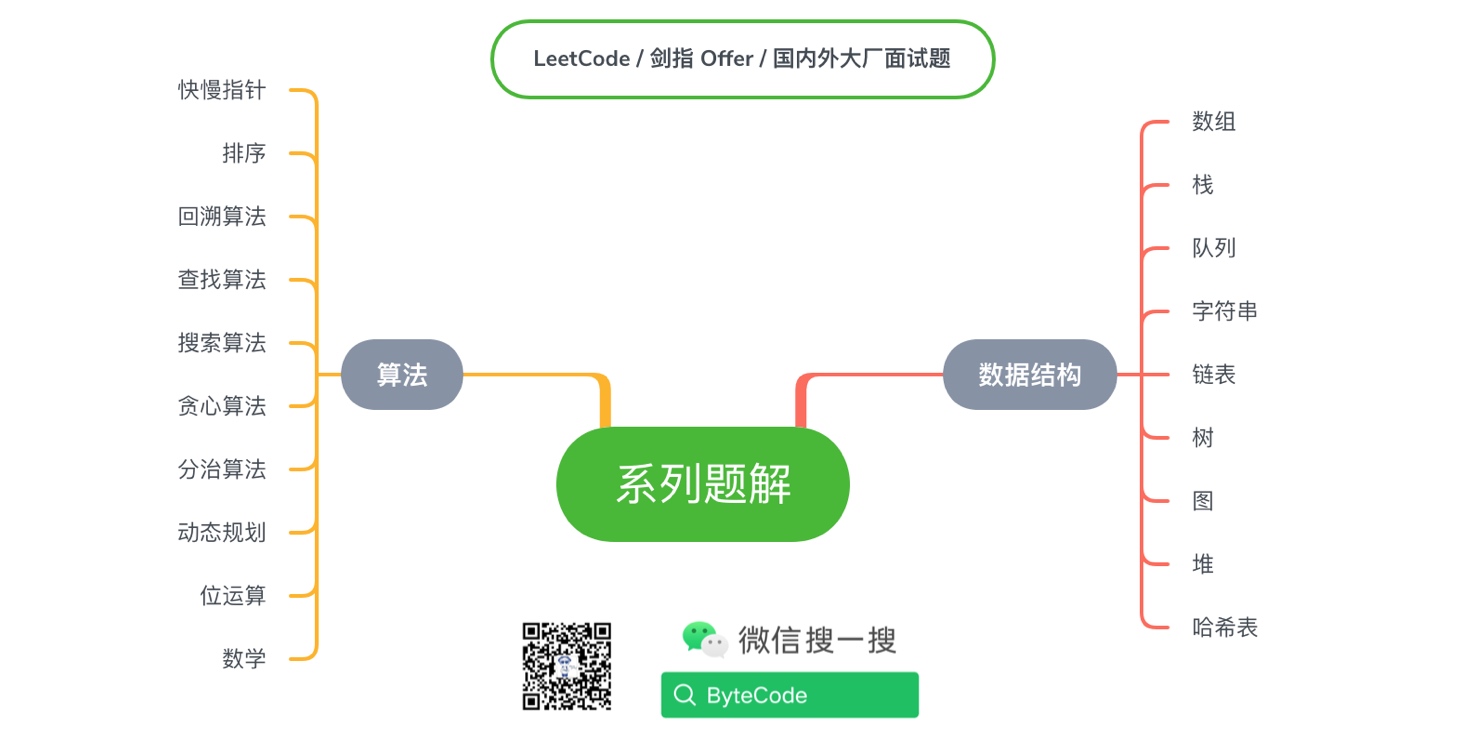 LeetCode / 剑指 Offer / 国内外大厂面试题
快慢指针
排序
回溯算法
查找算法
搜索算法
贪心算法
分治算法
动态规划
位运算
数学
算法
系列题解
数据结构
数组
栈
队列
字符串
链表
树
图
堆
哈希表
微信搜一搜
ByteCode